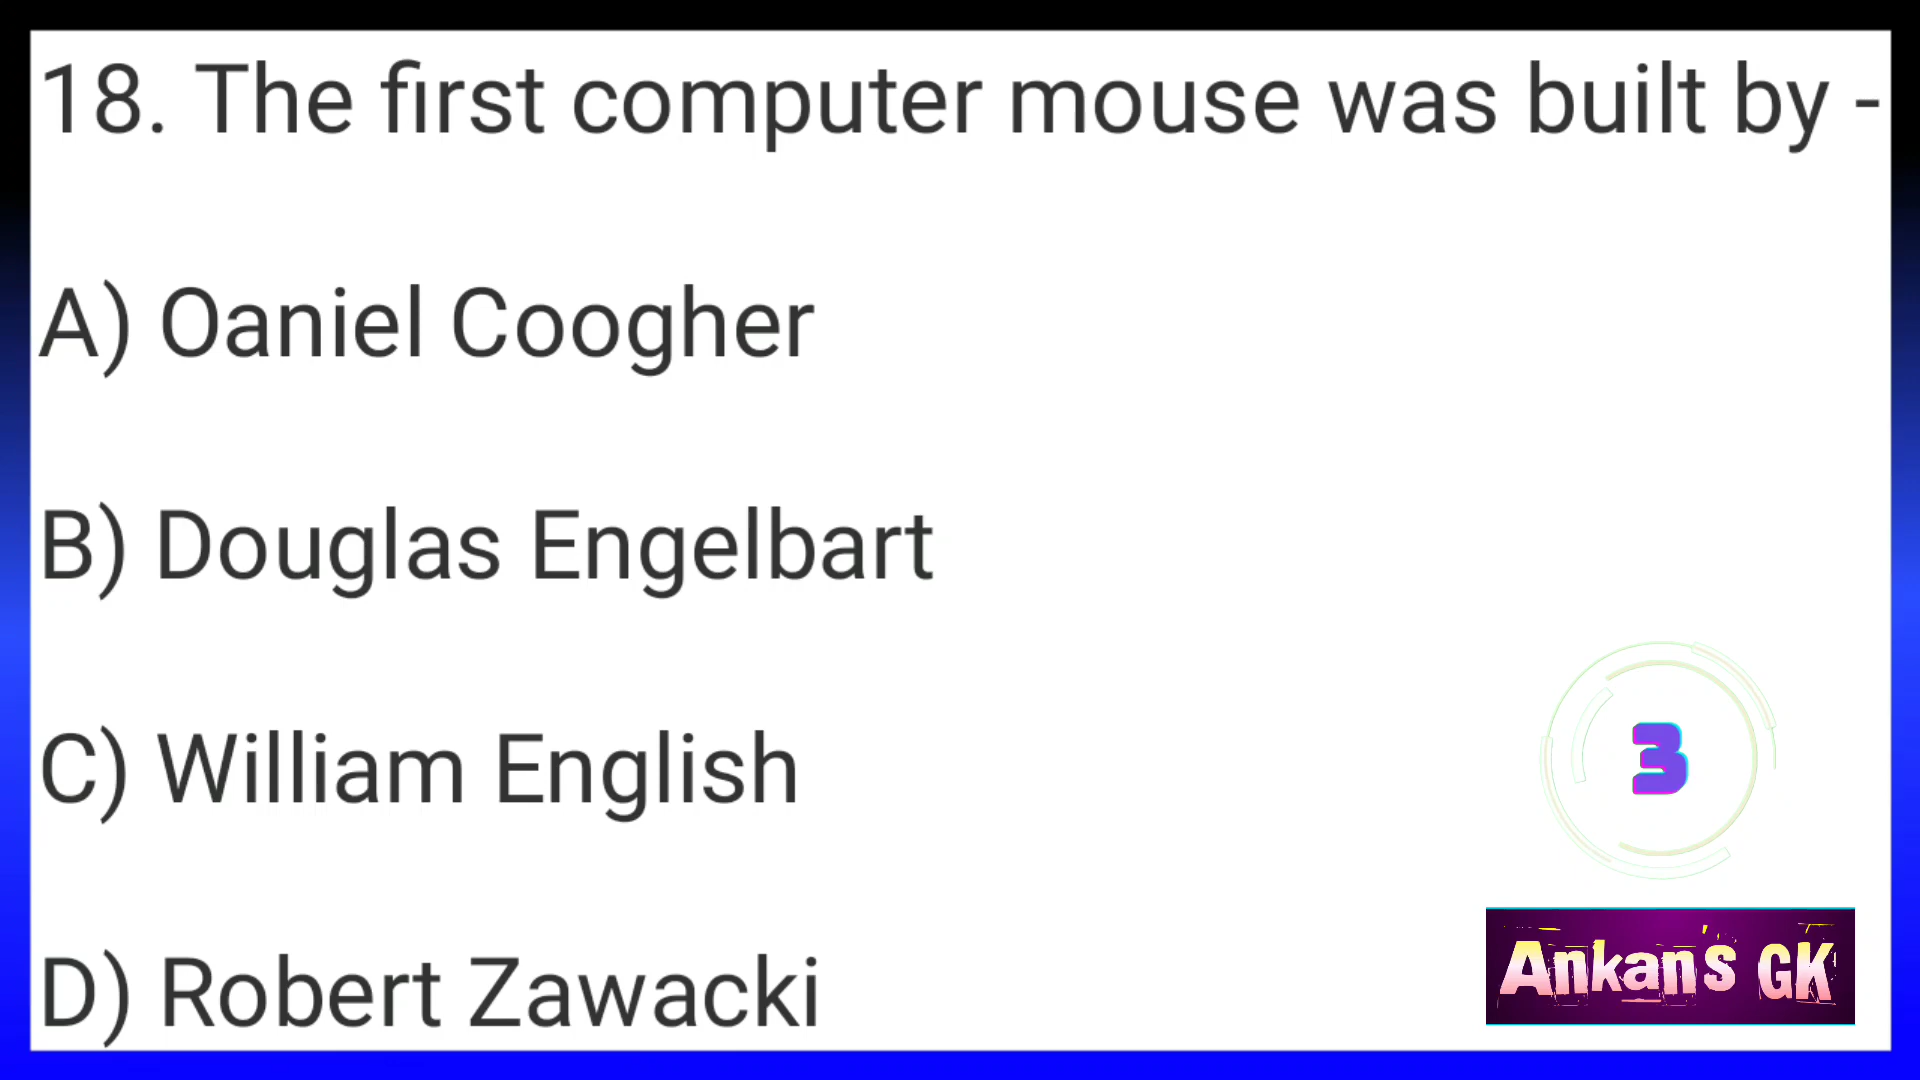 18. The first computer mouse was built by -
A) Oaniel Coogher
B) Douglas Engelbart
C) William English
3
D) Robert Zawacki
Ankan's GK